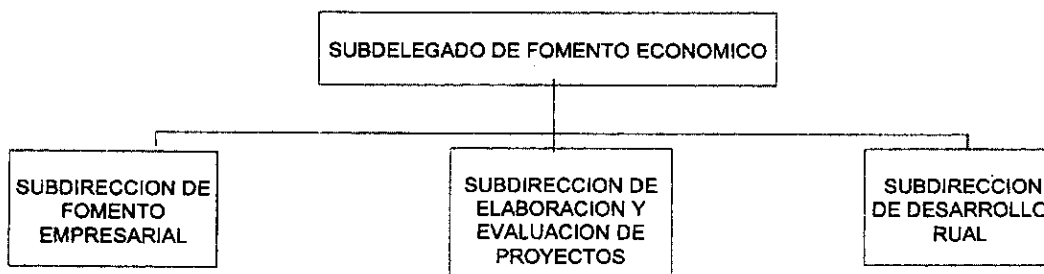 SUBDELEGADO DE FOMENTO ECONOMICO
SUBDIRECCION DE
FOMENTO
EMPRESARIAL
SUBDIRECCION DE
ELABORACION Y
EVALUACION DE
PROYECTOS
SUBDIRECCION
DE DESARROLLO
RUAL